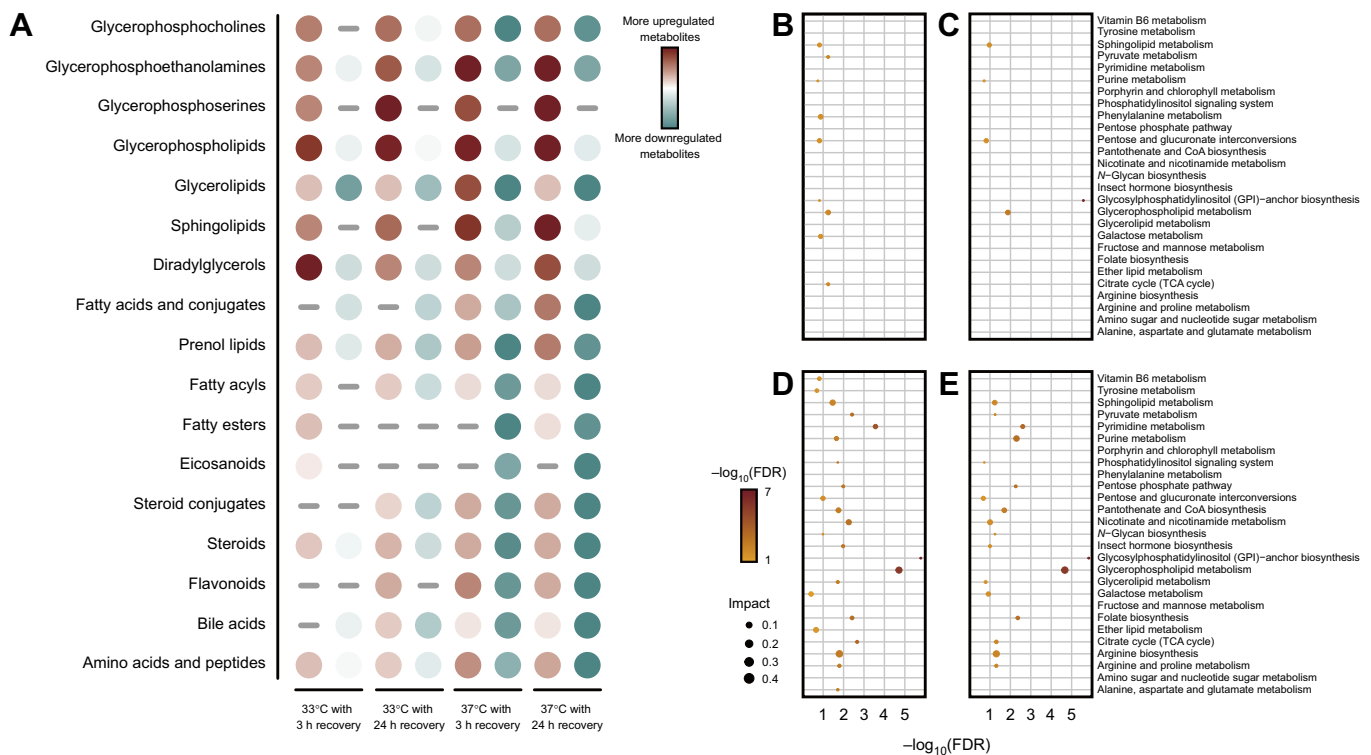 A
Glycerophosphocholines
Glycerophosphoethanolamines
Glycerophosphoserines
Glycerophospholipids
Glycerolipids
Sphingolipids
Diradylglycerols
Fatty acids and conjugates
Prenol lipids
Fatty acyls
Fatty esters
Eicosanoids
Steroid conjugates
Steroids
Flavonoids
Bile acids
Amino acids and peptides
33°C with
3 h recovery
33°C with
24 h recovery
37°C with
3 h recovery
37°C with
24 h recovery
More upregulated
metabolites
More downregulated
metabolites
B
C
Vitamin B6 metabolism
Tyrosine metabolism
Sphingolipid metabolism
Pyruvate metabolism
Pyrimidine metabolism
Purine metabolism
Porphyrin and chlorophyll metabolism
Phosphatidylinositol signaling system
Phenylalanine metabolism
Pentose phosphate pathway
Pentose and glucuronate interconversions
Pantothenate and CoA biosynthesis
Nicotinate and nicotinamide metabolism
N−Glycan biosynthesis
Insect hormone biosynthesis
Glycosylphosphatidylinositol (GPI)−anchor biosynthesis
Glycerophospholipid metabolism
Glycerolipid metabolism
Galactose metabolism
Fructose and mannose metabolism
Folate biosynthesis
Ether lipid metabolism
Citrate cycle (TCA cycle)
Arginine biosynthesis
Arginine and proline metabolism
Amino sugar and nucleotide sugar metabolism
Alanine, aspartate and glutamate metabolism
D
E
Vitamin B6 metabolism
Tyrosine metabolism
Sphingolipid metabolism
Pyruvate metabolism
Pyrimidine metabolism
Purine metabolism
Porphyrin and chlorophyll metabolism
Phosphatidylinositol signaling system
Phenylalanine metabolism
Pentose phosphate pathway
Pentose and glucuronate interconversions
Pantothenate and CoA biosynthesis
Nicotinate and nicotinamide metabolism
N−Glycan biosynthesis
Insect hormone biosynthesis
Glycosylphosphatidylinositol (GPI)−anchor biosynthesis
Glycerophospholipid metabolism
Glycerolipid metabolism
Galactose metabolism
Fructose and mannose metabolism
Folate biosynthesis
Ether lipid metabolism
Citrate cycle (TCA cycle)
Arginine biosynthesis
Arginine and proline metabolism
Amino sugar and nucleotide sugar metabolism
Alanine, aspartate and glutamate metabolism
−log10(FDR)
7
1
Impact
0.1
0.2
0.3
0.4
1 2 3 4 5
1 2 3 4 5
−log10(FDR)